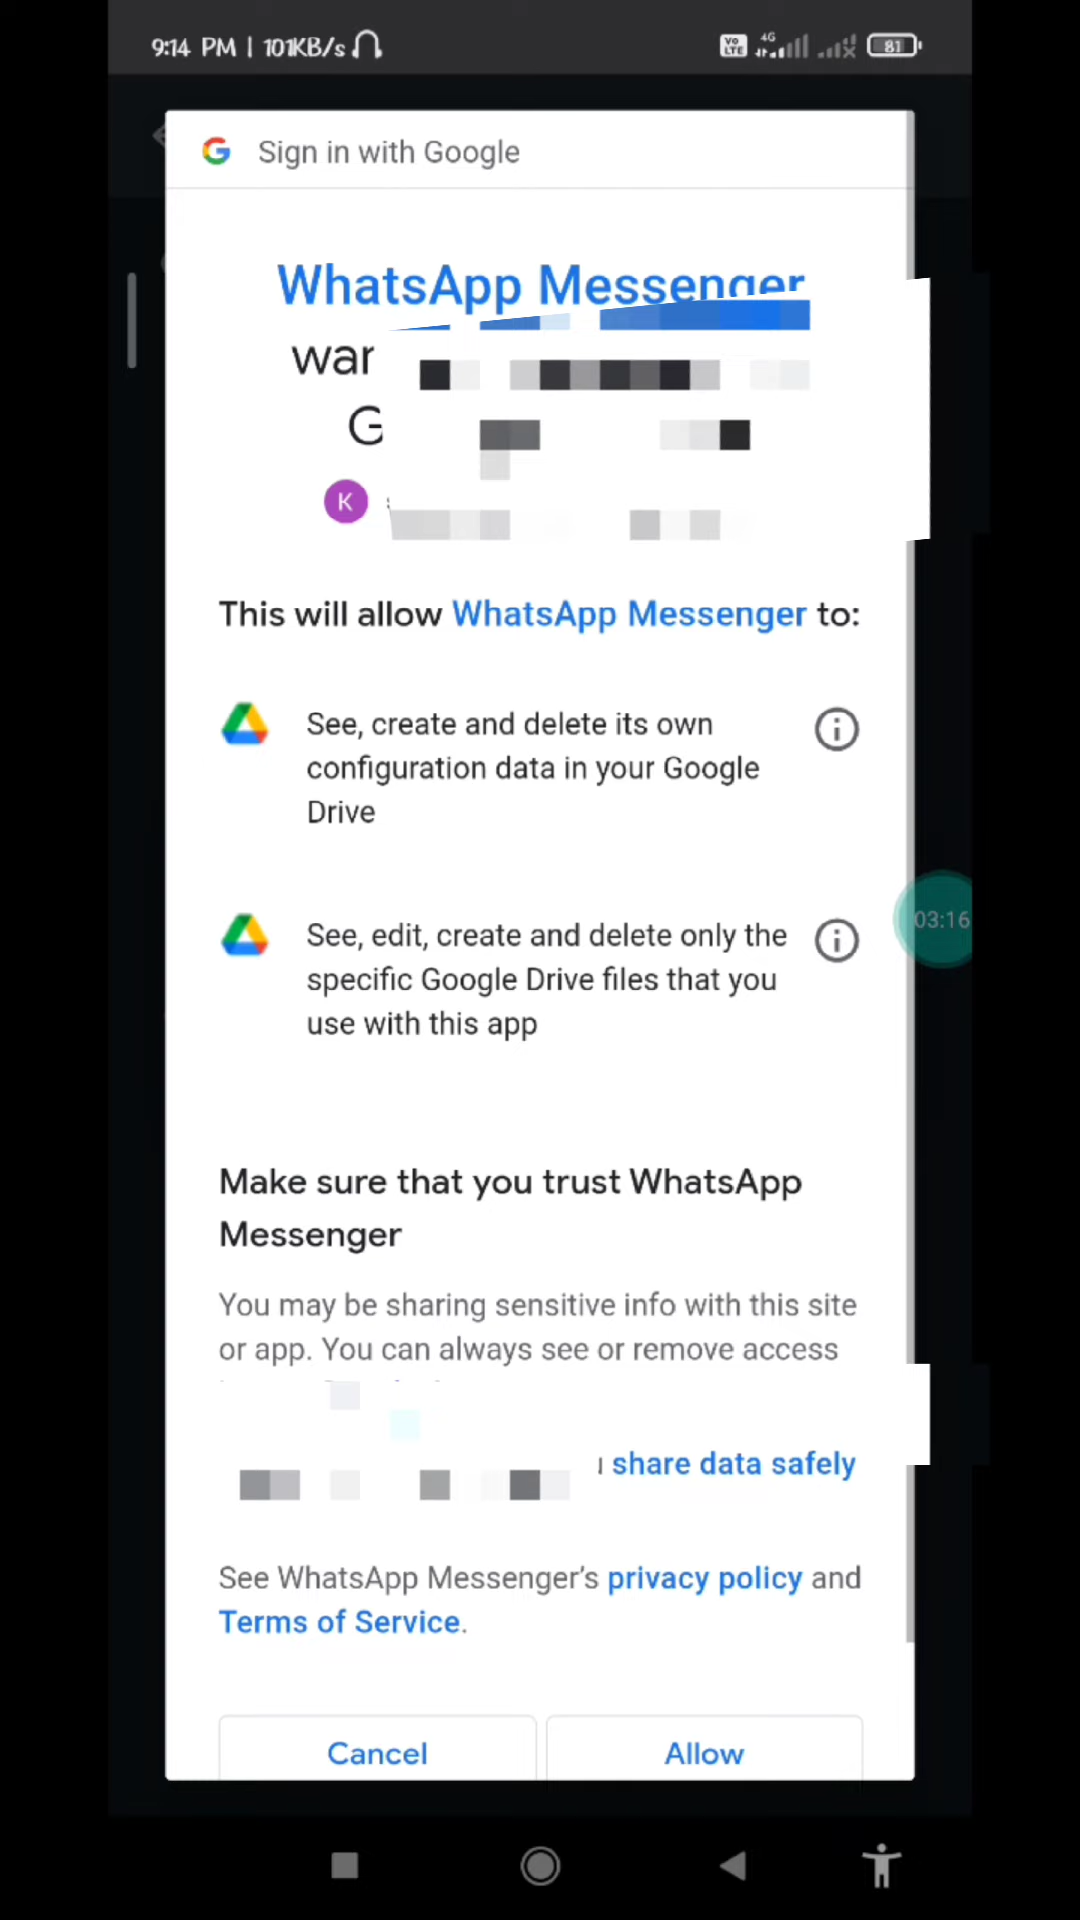 9:14 PM | 101KB/s
Vo LTE 4G 81
Sign in with Google
WhatsApp Messenger
K
This will allow WhatsApp Messenger to:
See, create and delete its own
configuration data in your Google
Drive
See, edit, create and delete only the
specific Google Drive files that you
use with this app
03:16
Make sure that you trust WhatsApp
Messenger
You may be sharing sensitive info with this site
or app. You can always see or remove access
share data safely
See WhatsApp Messenger's privacy policy and
Terms of Service.
Cancel
Allow